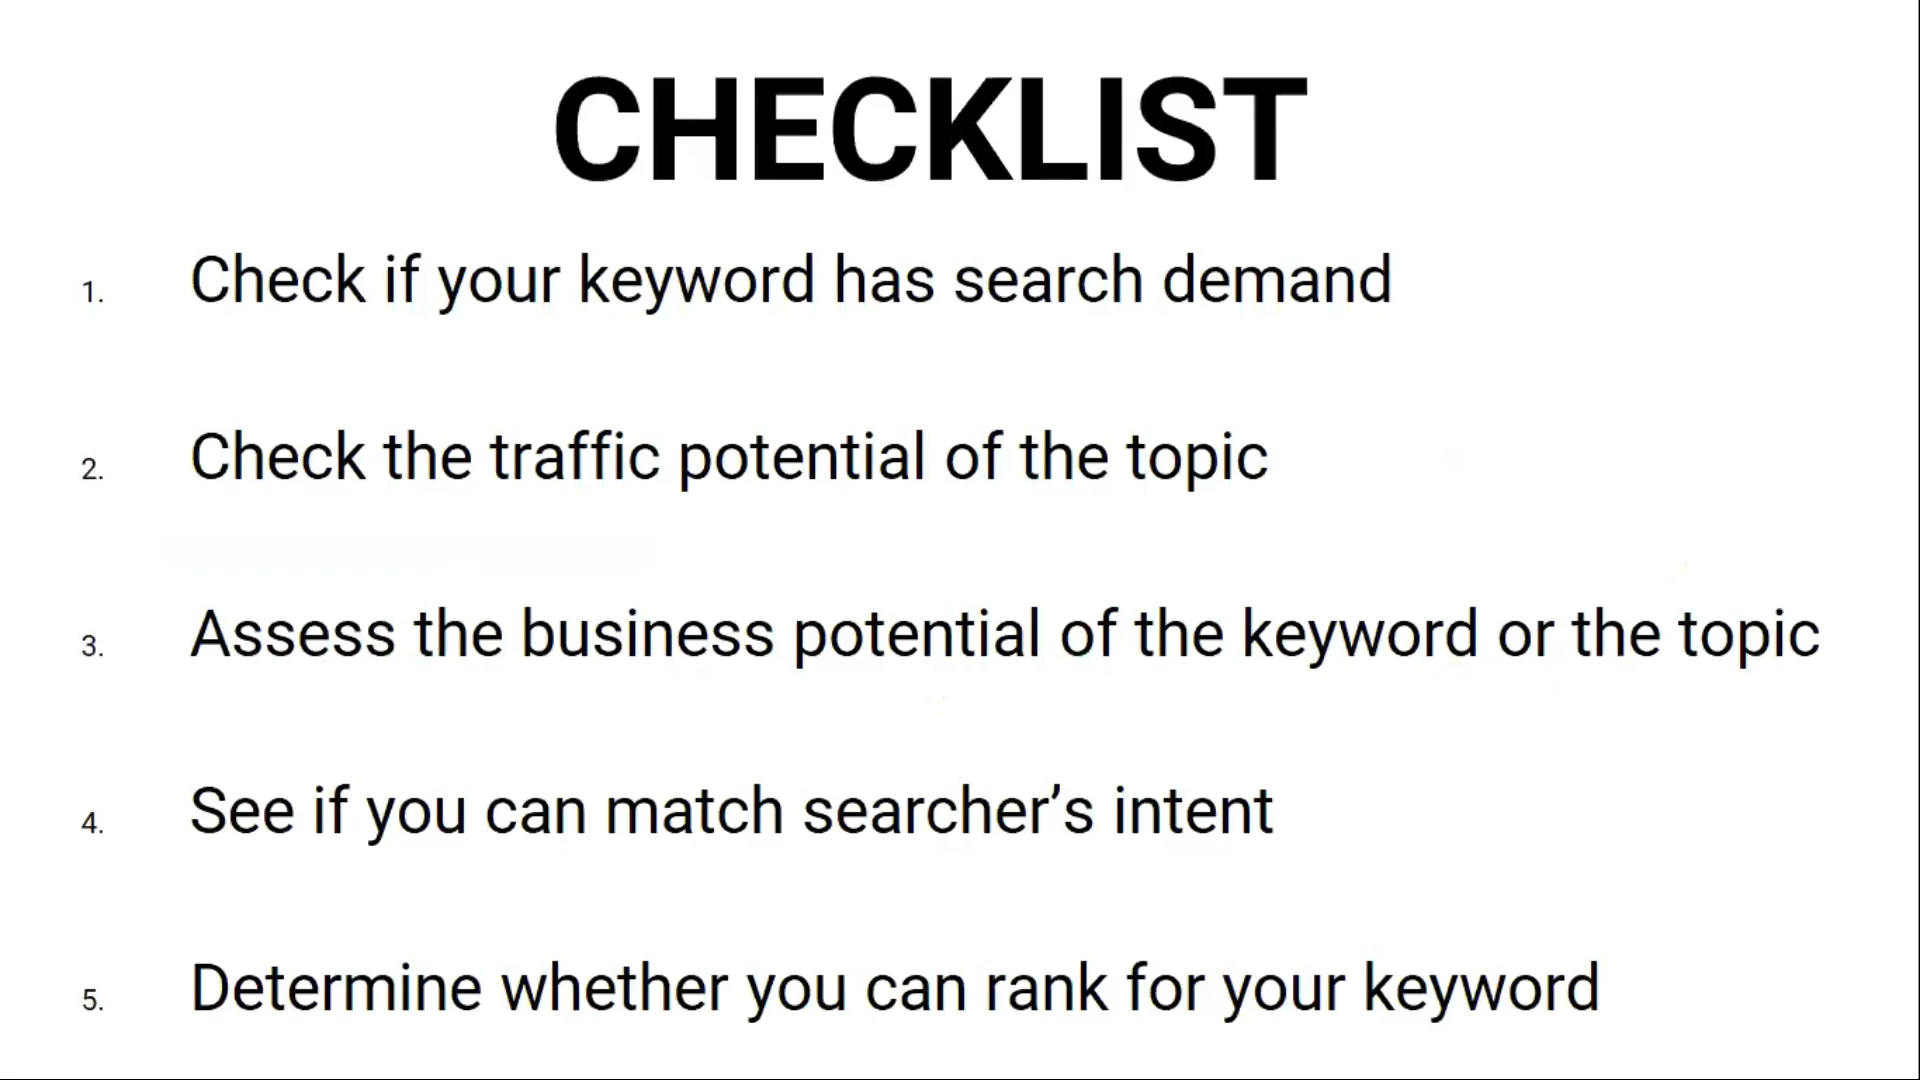 CHECKLIST
1. Check if your keyword has search demand
2. Check the traffic potential of the topic
3. Assess the business potential of the keyword or the topic
4. See if you can match searcher’s intent
5. Determine whether you can rank for your keyword